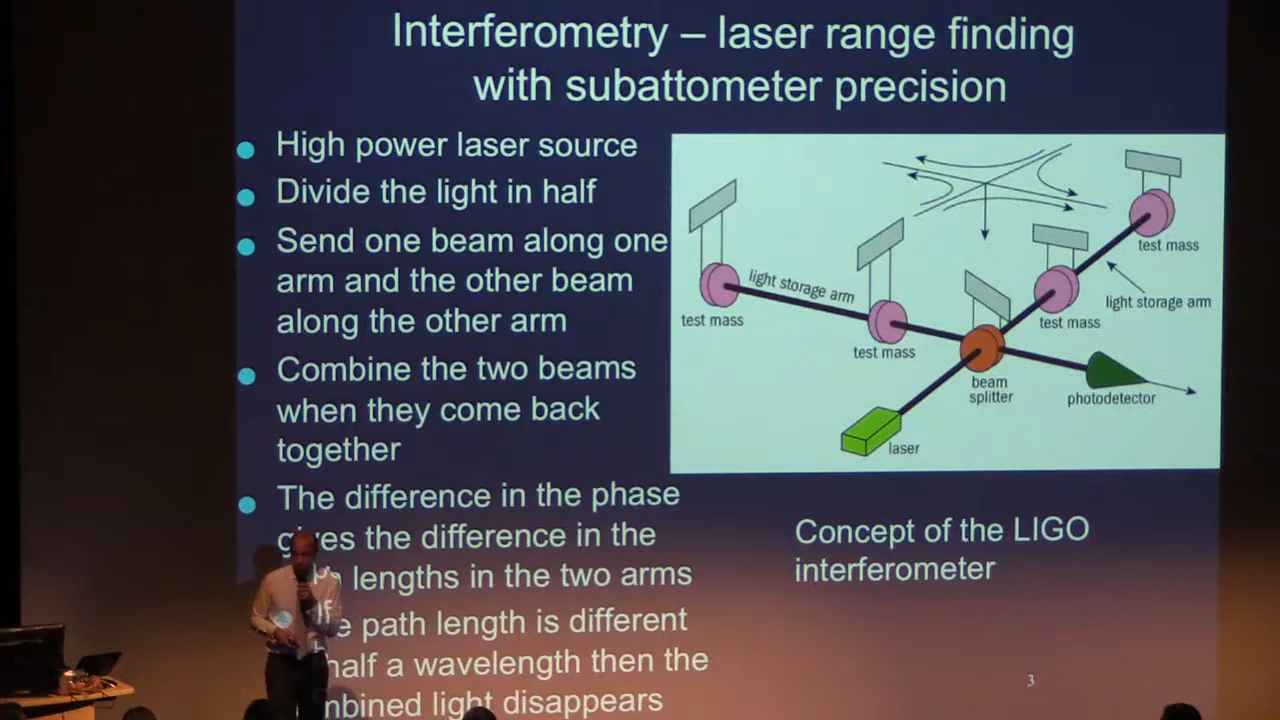 Interferometry – laser range finding
with subattometer precision
High power laser source
Divide the light in half
Send one beam along one
arm and the other beam
along the other arm
Combine the two beams
when they come back
together
The difference in the phase
gives the difference in the
lengths in the two arms
If
path length is different
half a wavelength then the
light disappears
test mass
light storage arm
test mass
beam
splitter
laser
test mass
light storage arm
test mass
photodetector
Concept of the LIGO
interferometer
3